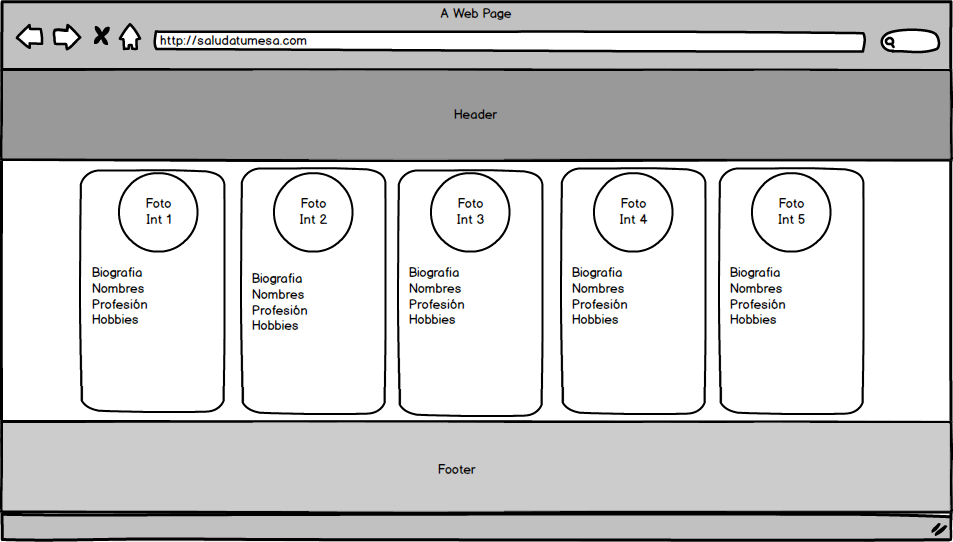 A Web Page
http://saludatumesa.com
Header
Foto
Int 1
Biografia
Nombres
Profesión
Hobbies
Foto
Int 2
Biografia
Nombres
Profesión
Hobbies
Foto
Int 3
Biografia
Nombres
Profesión
Hobbies
Foto
Int 4
Biografia
Nombres
Profesión
Hobbies
Foto
Int 5
Biografia
Nombres
Profesión
Hobbies
Footer